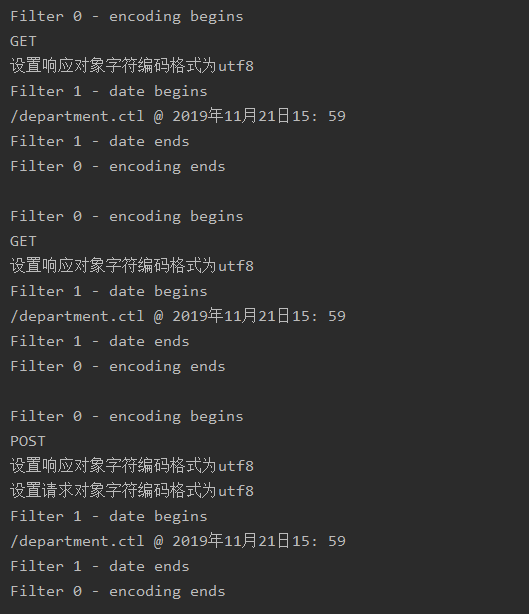 Filter 0 - encoding begins
GET
设置响应对象字符编码格式为utf8
Filter 1 - date begins
/department.ctl @ 2019年11月21日15: 59
Filter 1 - date ends
Filter 0 - encoding ends
Filter 0 - encoding begins
GET
设置响应对象字符编码格式为utf8
Filter 1 - date begins
/department.ctl @ 2019年11月21日15: 59
Filter 1 - date ends
Filter 0 - encoding ends
Filter 0 - encoding begins
POST
设置响应对象字符编码格式为utf8
设置请求对象字符编码格式为utf8
Filter 1 - date begins
/department.ctl @ 2019年11月21日15: 59
Filter 1 - date ends
Filter 0 - encoding ends